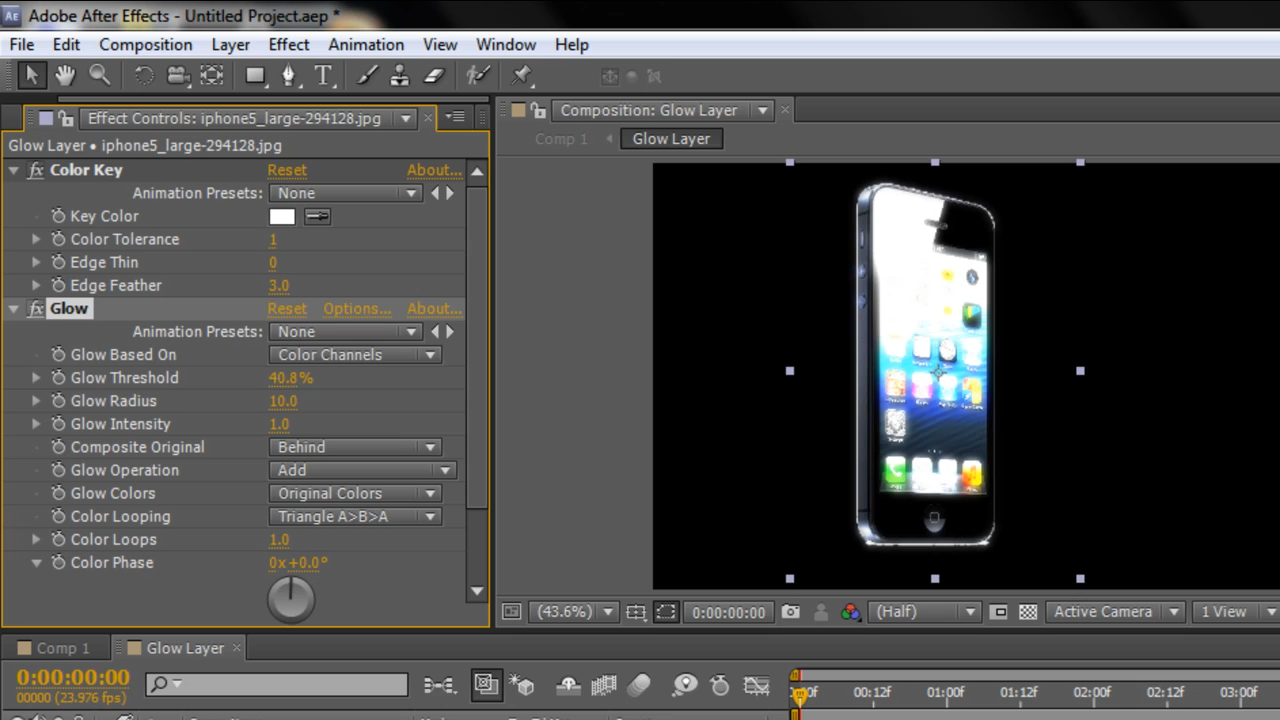 Ae Adobe After Effects - Untitled Project.aep *
File Edit Composition Layer Effect Animation View Window Help
Effect Controls: iphone5_large-294128.jpg
Composition: Glow Layer
Comp 1 Glow Layer
Glow Layer • iphone5_large-294128.jpg
fx Color Key Reset About...
Animation Presets: None
Key Color
Color Tolerance 1
Edge Thin 0
Edge Feather 3.0
fx Glow Reset Options... About...
Animation Presets: None
Glow Based On Color Channels
Glow Threshold 40.8%
Glow Radius 10.0
Glow Intensity 1.0
Composite Original Behind
Glow Operation Add
Glow Colors Original Colors
Color Looping Triangle A>B>A
Color Loops 1.0
Color Phase 0x+0.0°
(43.6%) 0:00:00:00 (Half) Active Camera 1 View
Comp 1 Glow Layer
0:00:00:00
00000 (23.976 fps)
00:12f 01:00f 01:12f 02:00f 02:12f 03:00f